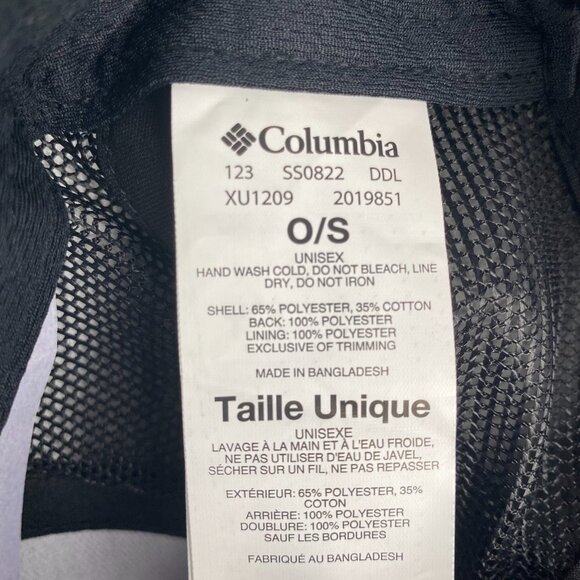 Columbia
123 SS0822 DDL
XU1209 2019851
O/S
UNISEX
HAND WASH COLD, DO NOT BLEACH, LINE
DRY, DO NOT IRON
SHELL: 65% POLYESTER, 35% COTTON
BACK: 100% POLYESTER
LINING: 100% POLYESTER
EXCLUSIVE OF TRIMMING
MADE IN BANGLADESH
Taille Unique
UNISEXE
LAVAGE À LA MAIN ET À L'EAU FROIDE,
NE PAS UTILISER D'EAU DE JAVEL,
SÉCHER SUR UN FIL, NE PAS REPASSER
EXTÉRIEUR: 65% POLYESTER, 35%
COTON
ARRIÈRE: 100% POLYESTER
DOUBLURE: 100% POLYESTER
SAUF LES BORDURES
FABRIQUÉ AU BANGLADESH